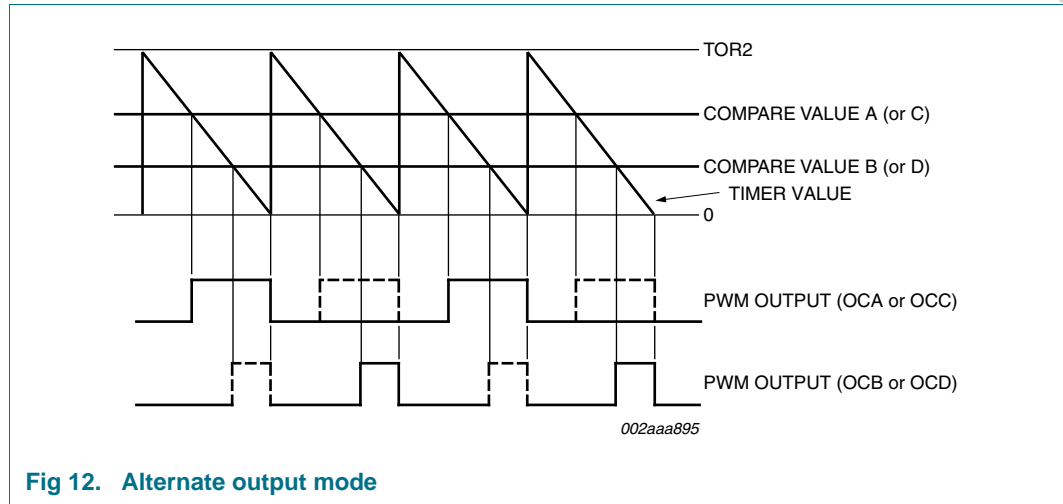 TOR2
COMPARE VALUE A (or C)
COMPARE VALUE B (or D)
TIMER VALUE
0
PWM OUTPUT (OCA or OCC)
PWM OUTPUT (OCB or OCD)
002aaa895
Fig 12. Alternate output mode